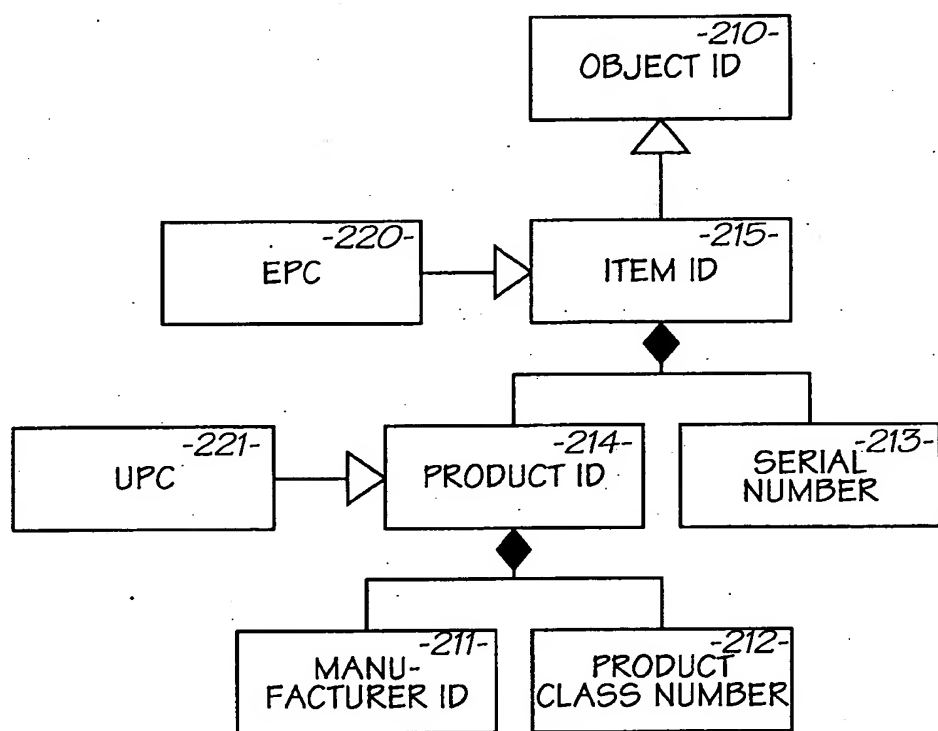 -210-
OBJECT ID
-220-
EPC
-215-
ITEM ID
-221-
UPC
-214-
PRODUCT ID
-213-
SERIAL
NUMBER
-211-
MANU-
FACTURER ID
-212-
PRODUCT
CLASS NUMBER